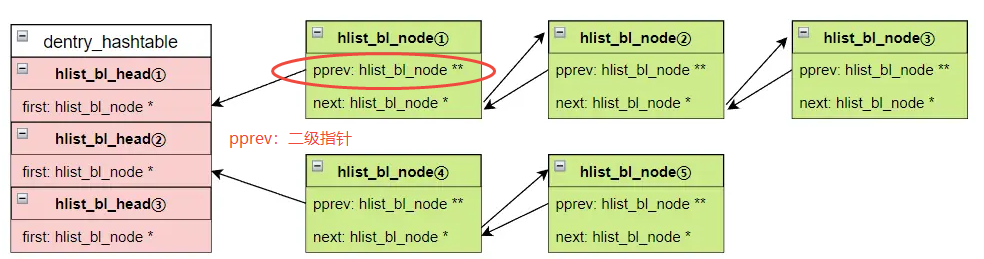 dentry_hashtable
hlist_bl_head①
first: hlist_bl_node *
hlist_bl_head②
first: hlist_bl_node *
hlist_bl_head③
first: hlist_bl_node *
hlist_bl_node①
pprev: hlist_bl_node **
next: hlist_bl_node *
hlist_bl_node②
pprev: hlist_bl_node **
next: hlist_bl_node *
hlist_bl_node③
pprev: hlist_bl_node **
next: hlist_bl_node *
pprev：二级指针
hlist_bl_node④
pprev: hlist_bl_node **
next: hlist_bl_node *
hlist_bl_node⑤
pprev: hlist_bl_node **
next: hlist_bl_node *